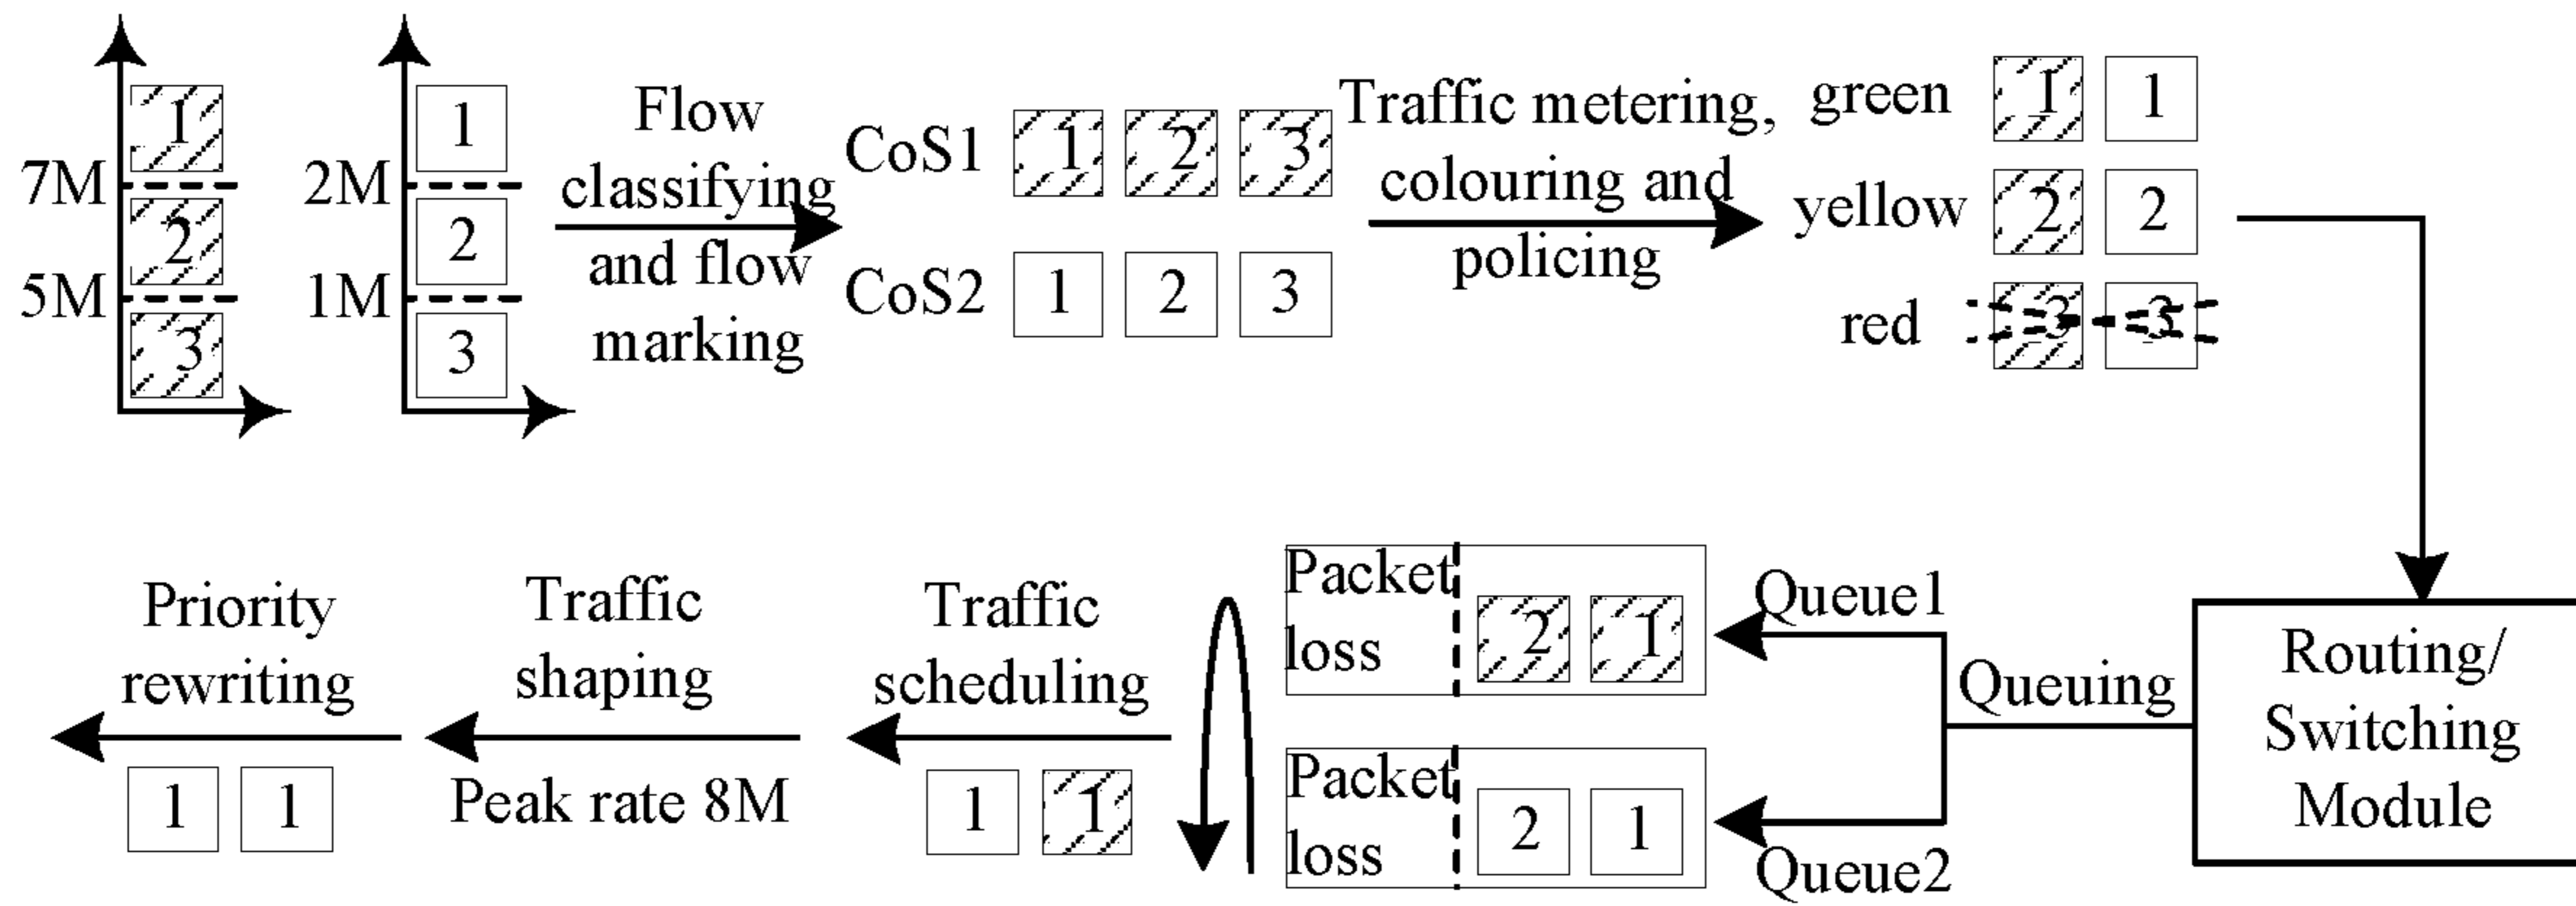 1
7M
2
5M
3
1
2M
2
1M
3
Flow
classifying
and flow
marking
CoS1 1 2 3
CoS2 1 2 3
Traffic metering,
colouring and
policing
green 1 1
yellow 2 2
red 3 3
Routing/
Switching
Module
Queuing
Queue1
Queue2
Packet
loss
2 1
Packet
loss
2 1
Traffic
scheduling
1 1
Traffic
shaping
Peak rate 8M
Priority
rewriting
1 1